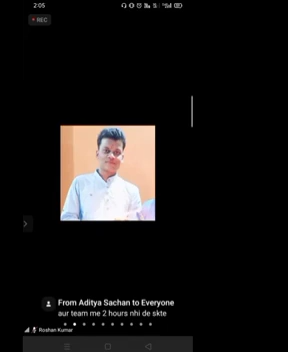 2:05
REC
From Aditya Sachan to Everyone
aur team me 2 hours nhi de skte
Roshan Kumar